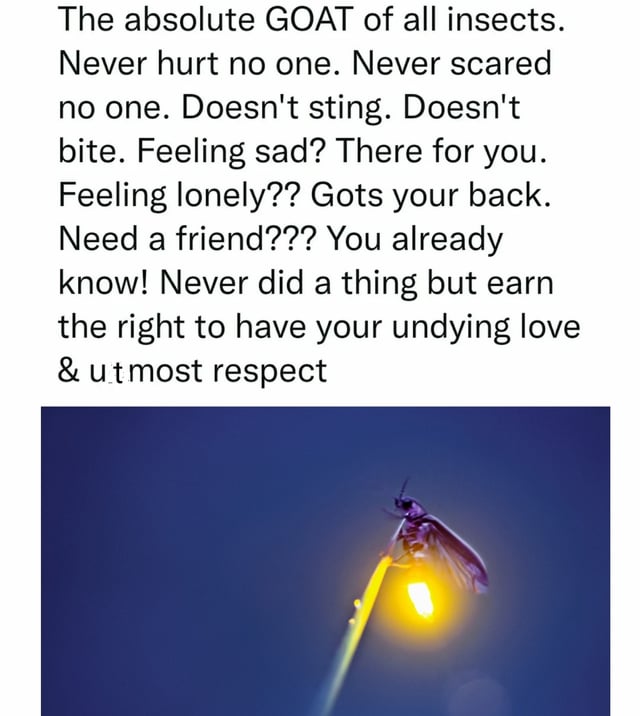 The absolute GOAT of all insects.
Never hurt no one. Never scared
no one. Doesn't sting. Doesn't
bite. Feeling sad? There for you.
Feeling lonely?? Gots your back.
Need a friend??? You already
know! Never did a thing but earn
the right to have your undying love
& utmost respect